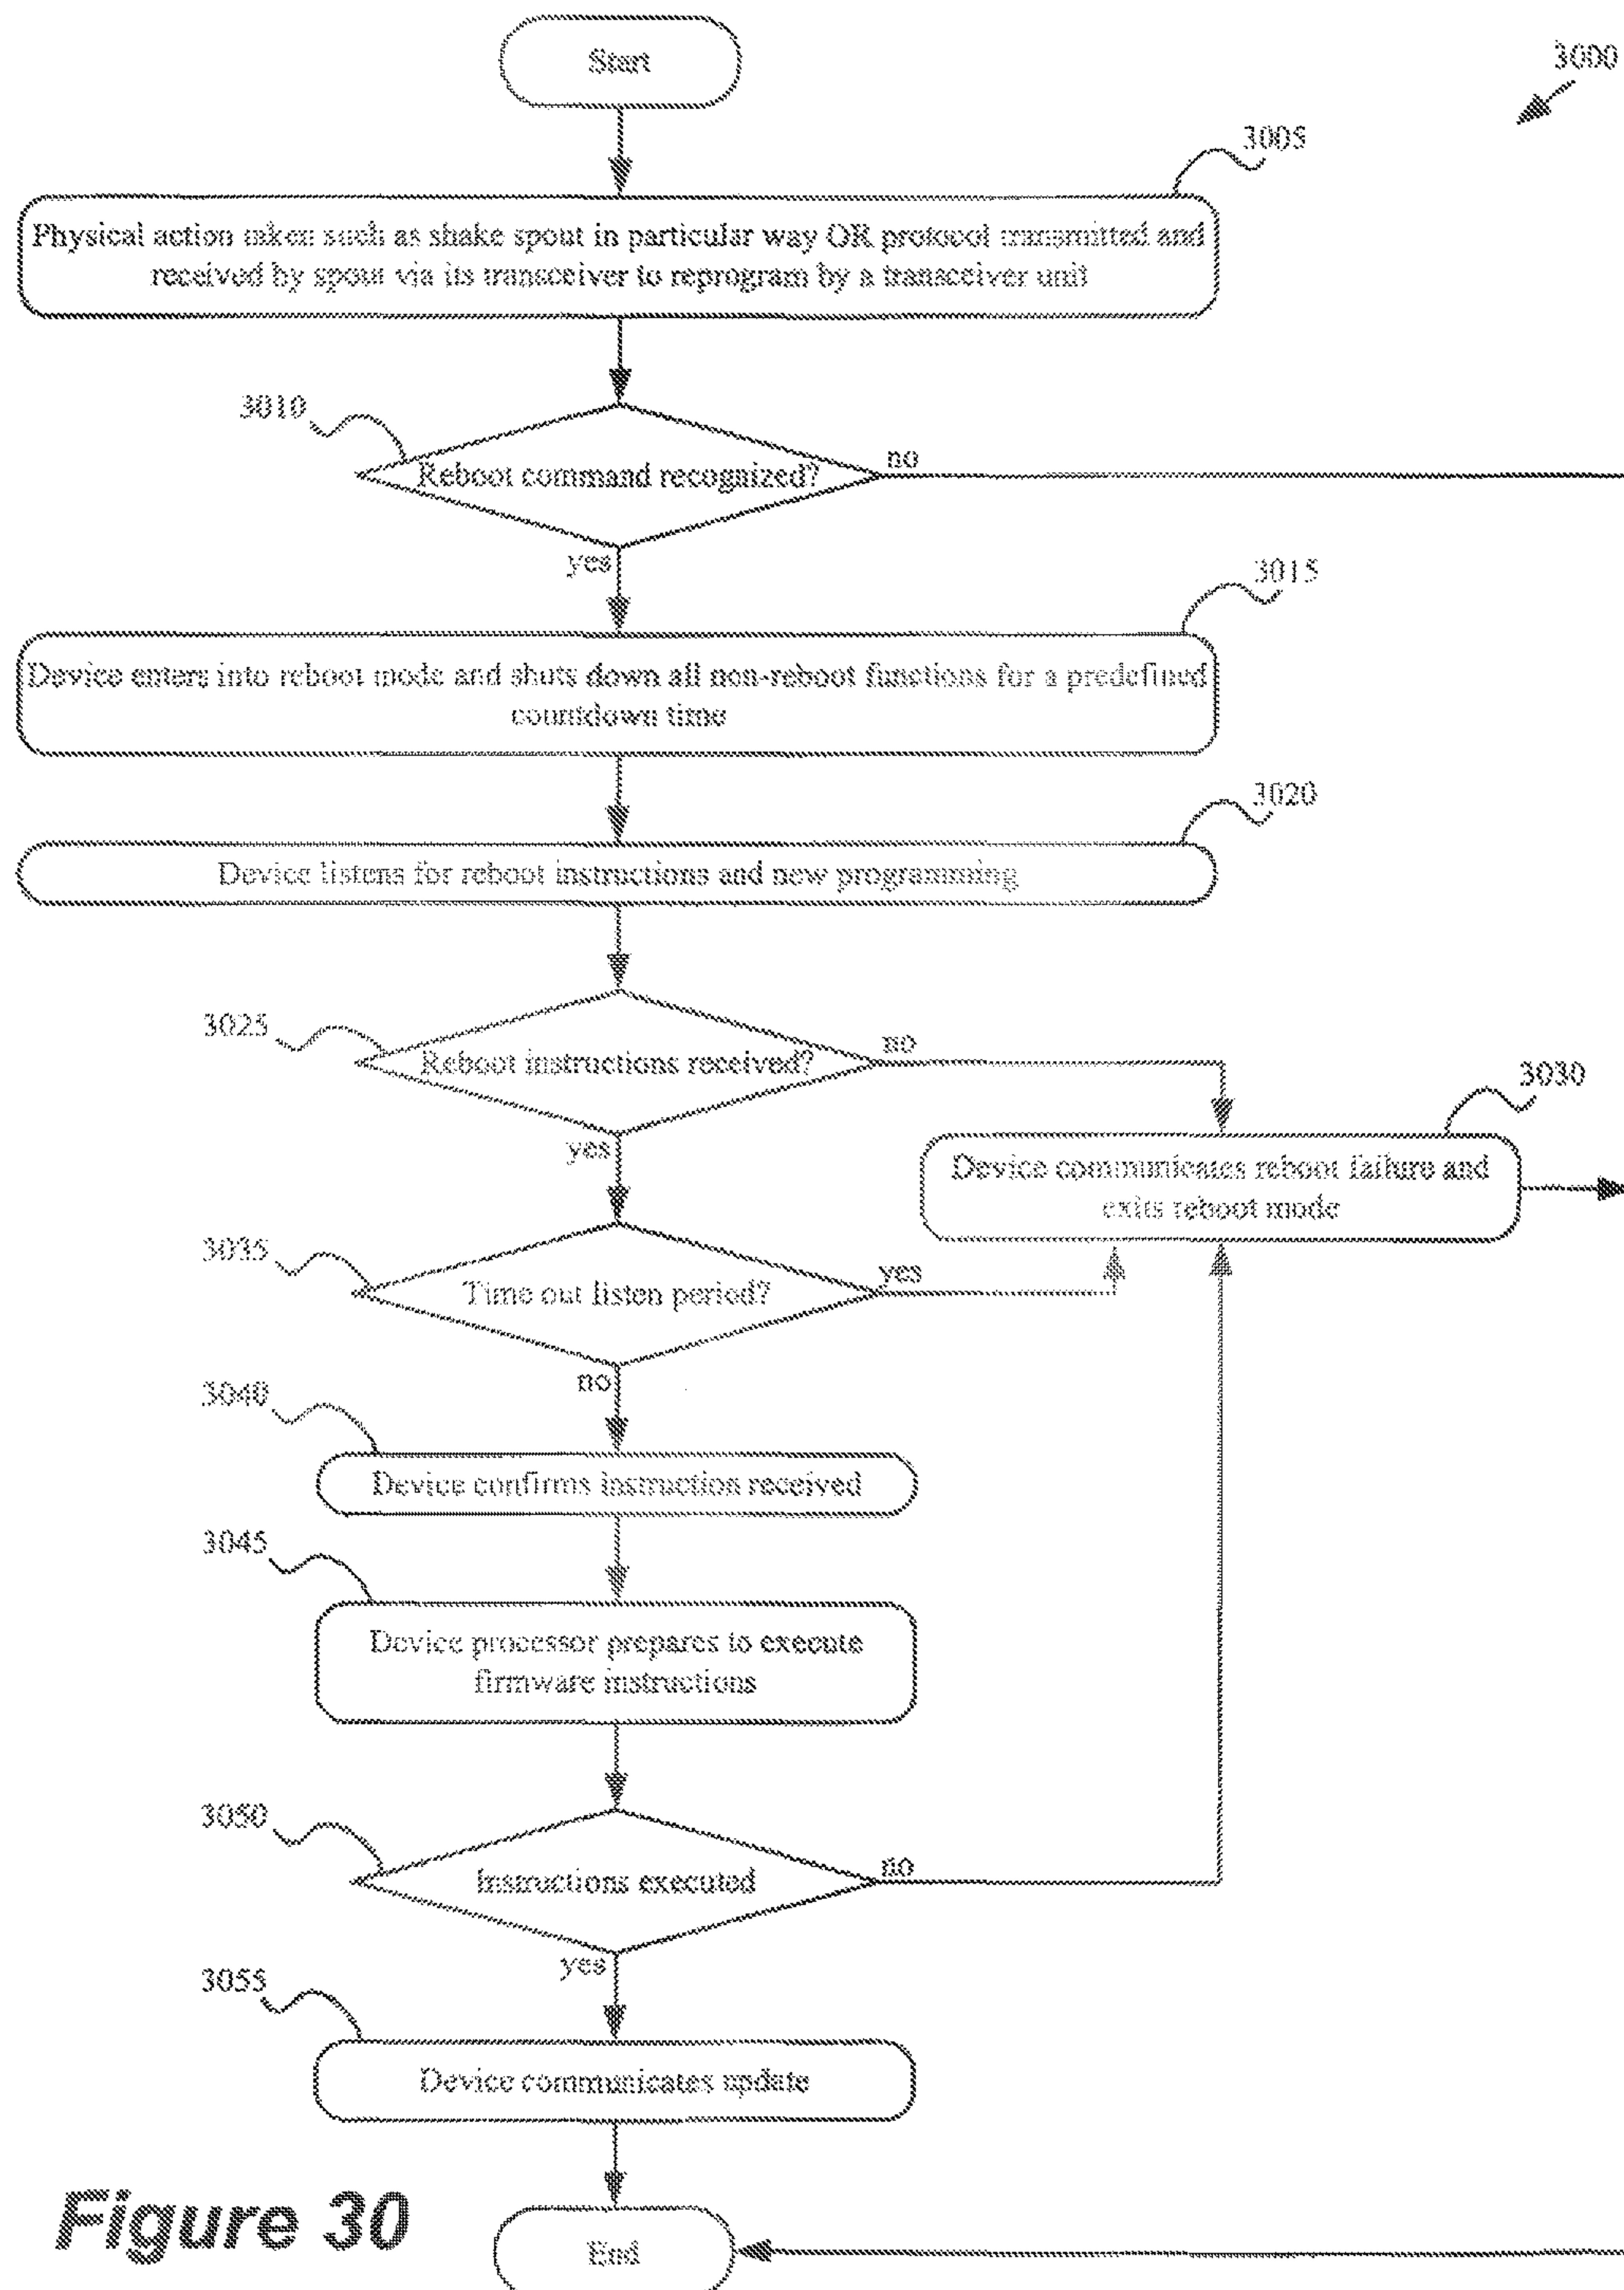 Start
3000
3005
Physical action taken such as shake spout in particular way OR protocol transmitted and
received by spout via its transceiver to reprogram by a transceiver unit
3010
Reboot command recognized?
no
yes
3015
Device enters into reboot mode and shuts down all non-reboot functions for a predefined
countdown time
3020
Device listens for reboot instructions and new programming
3025
Reboot instructions received?
no
yes
3030
Device communicates reboot failure and
exits reboot mode
3035
Time out listen period?
yes
no
3040
Device confirms instruction received
3045
Device processor prepares to execute
firmware instructions
3050
Instructions executed
no
yes
3055
Device communicates update
Figure 30
End